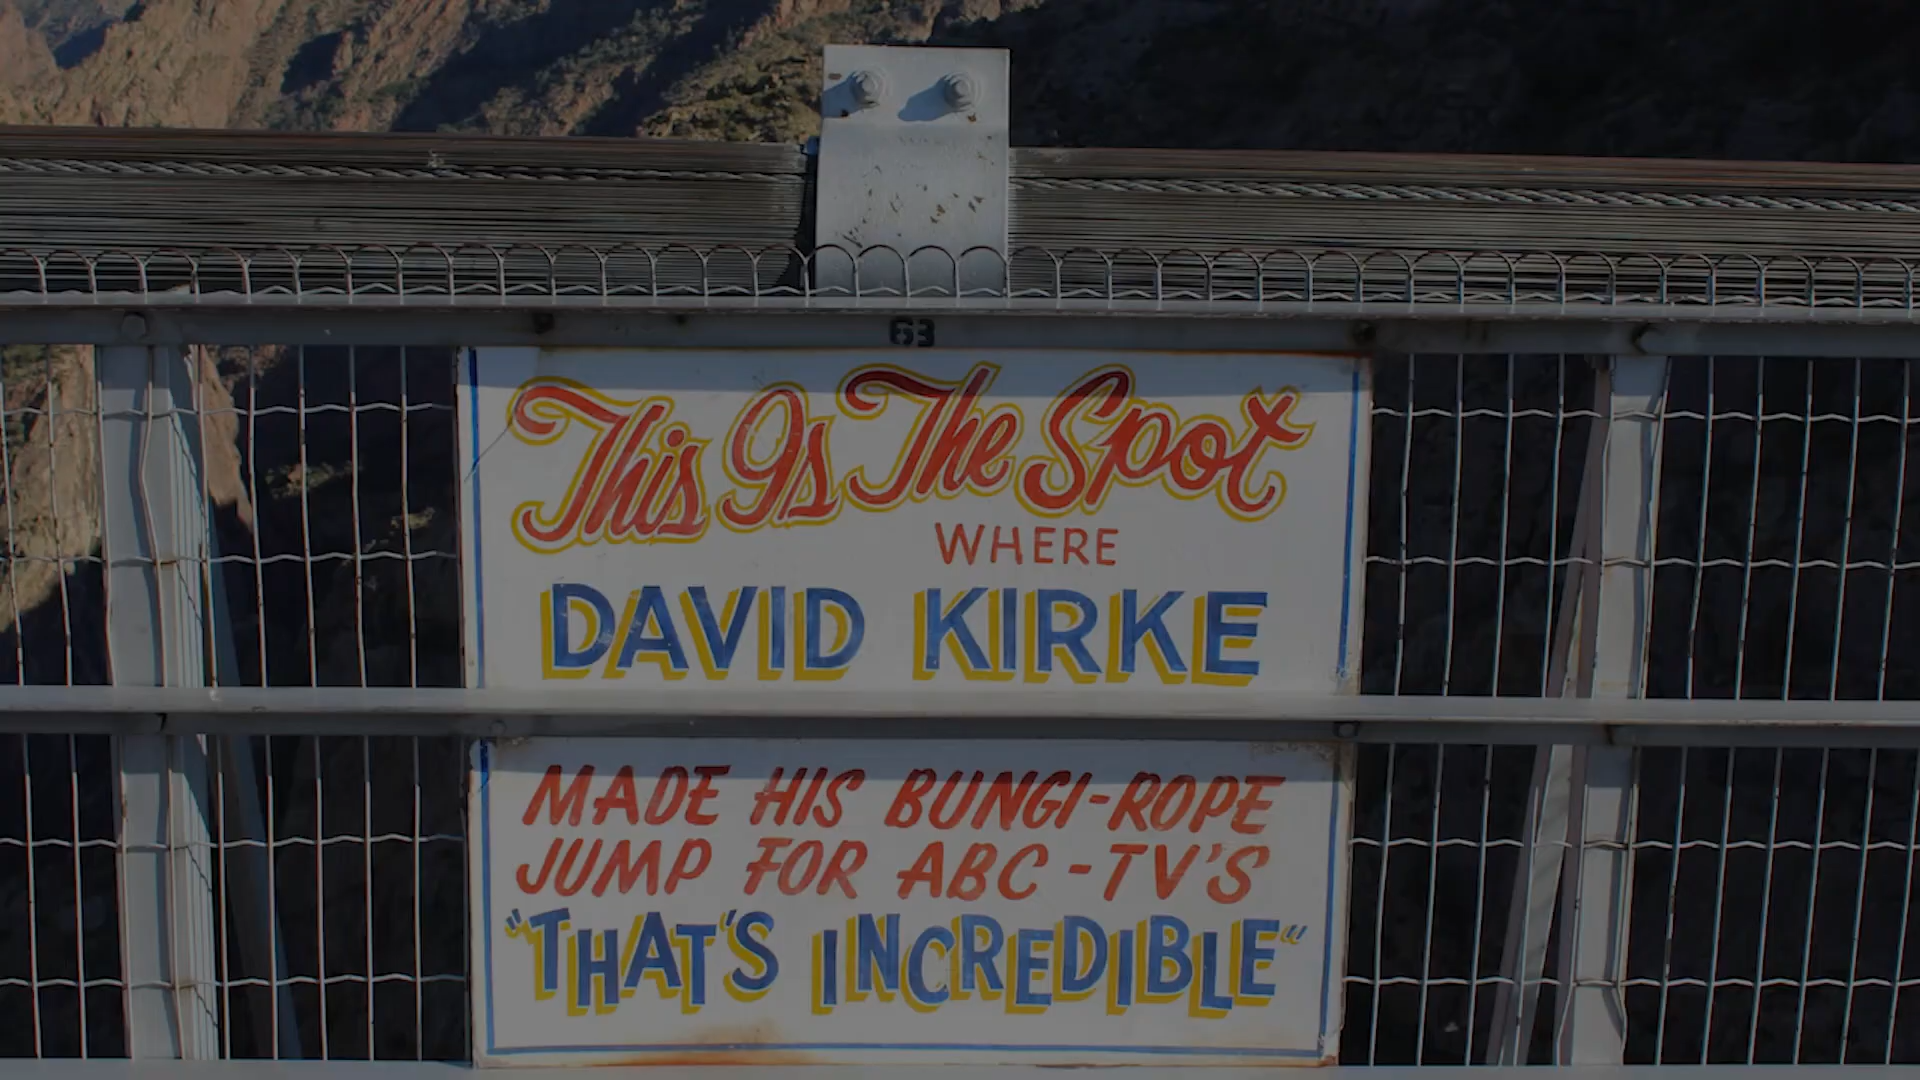 63
This Is The Spot
WHERE
DAVID KIRKE
MADE HIS BUNGI-ROPE
JUMP FOR ABC-TV'S
"THAT'S INCREDIBLE"